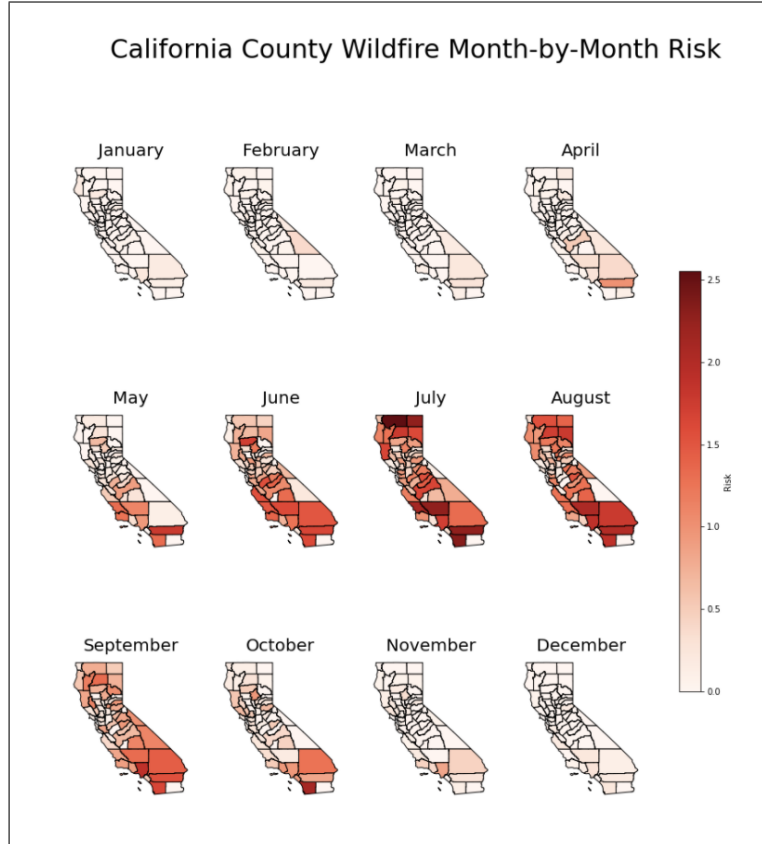 California County Wildfire Month-by-Month Risk
January
February
March
April
May
June
July
August
September
October
November
December
2.5
2.0
1.5
1.0
0.5
0.0
Risk